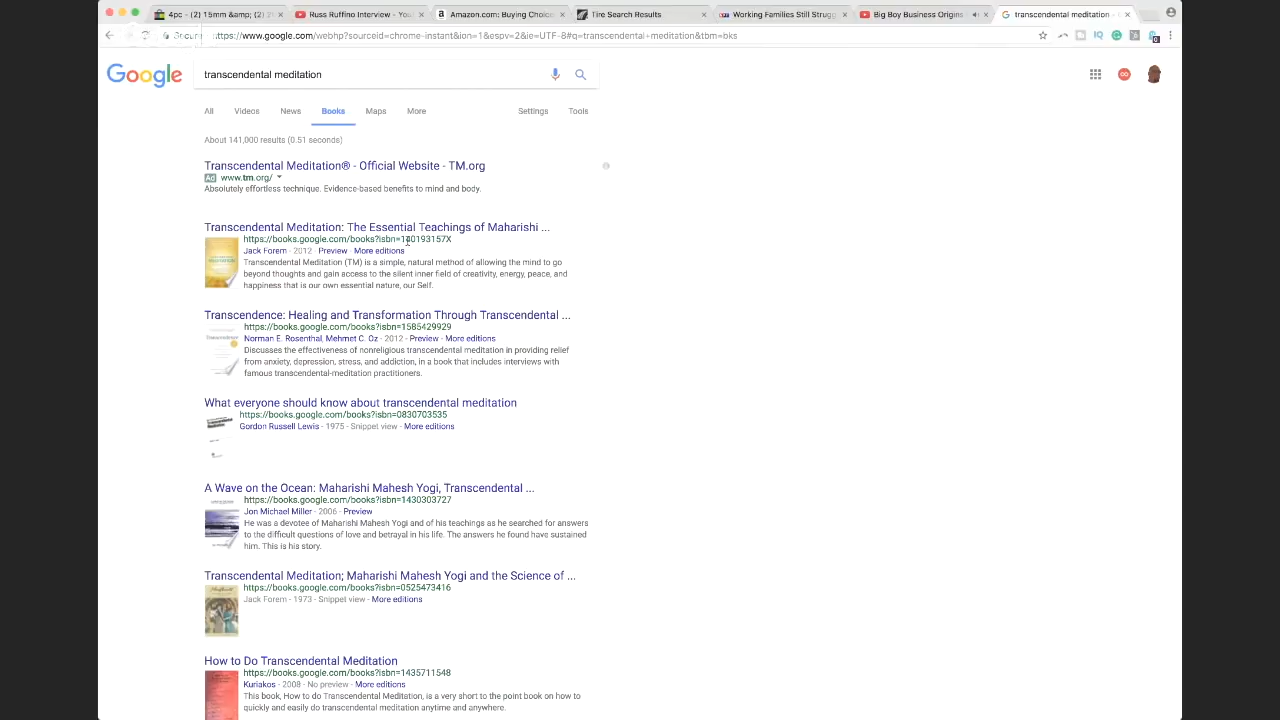 4pc - (2) 15mm & (2)
Russ Ruffino Interview - You
Amazon.com: Buying Choice
Tire Search Results
Working Families Still Strugg
Big Boy Business Origins
transcendental meditation -
https://www.google.com/webhp?sourceid=chrome-instant&ion=1&espv=2&ie=UTF-8#q=transcendental+meditation&tbm=bks
Google
transcendental meditation
All Videos News Books Maps More Settings Tools
About 141,000 results (0.51 seconds)
Transcendental Meditation® - Official Website - TM.org
Ad www.tm.org/
Absolutely effortless technique. Evidence-based benefits to mind and body.
Transcendental Meditation: The Essential Teachings of Maharishi ...
https://books.google.com/books?isbn=140193157X
Jack Forem - 2012 Preview - More editions
Transcendental Meditation (TM) is a simple, natural method of allowing the mind to go
beyond thoughts and gain access to the silent inner field of creativity, energy, peace, and
happiness that is our own essential nature, our Self.
Transcendence: Healing and Transformation Through Transcendental ...
https://books.google.com/books?isbn=1585429929
Norman E. Rosenthal, Mehmet C. Oz - 2012 - Preview - More editions
Discusses the effectiveness of nonreligious transcendental meditation in providing relief
from anxiety, depression, stress, and addiction, in a book that includes interviews with
famous transcendental-meditation practitioners.
What everyone should know about transcendental meditation
https://books.google.com/books?isbn=0830703535
Gordon Russell Lewis - 1975 - Snippet view - More editions
A Wave on the Ocean: Maharishi Mahesh Yogi, Transcendental ...
https://books.google.com/books?isbn=1430303727
Jon Michael Miller - 2006 - Preview
He was a devotee of Maharishi Mahesh Yogi and of his teachings as he searched for answers
to the difficult questions of love and betrayal in his life. The answers he found have sustained
him. This is his story.
Transcendental Meditation; Maharishi Mahesh Yogi and the Science of ...
https://books.google.com/books?isbn=0525473416
Jack Forem - 1973 - Snippet view - More editions
How to Do Transcendental Meditation
https://books.google.com/books?isbn=1435711548
Kuriakos - 2008 - No preview - More editions
This book, How to do Transcendental Meditation, is a very short to the point book on how to
quickly and easily do transcendental meditation anytime and anywhere.